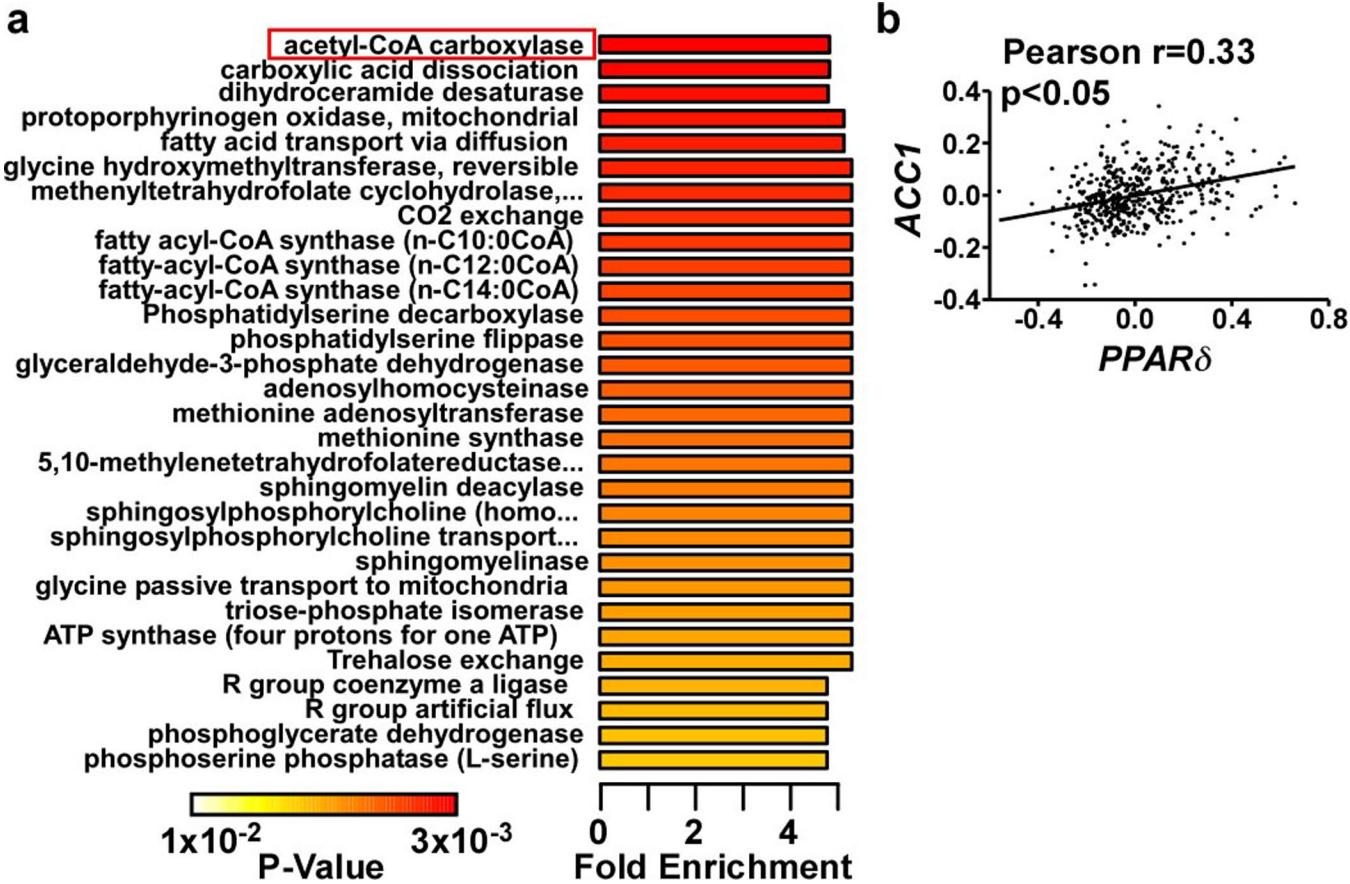 a
acetyl-CoA carboxylase
carboxylic acid dissociation
dihydroceramide desaturase
protoporphyrinogen oxidase, mitochondrial
fatty acid transport via diffusion
glycine hydroxymethyltransferase, reversible
methenyltetrahydrofolate cyclohydrolase,...
CO2 exchange
fatty acyl-CoA synthase (n-C10:0CoA)
fatty-acyl-CoA synthase (n-C12:0CoA)
fatty-acyl-CoA synthase (n-C14:0CoA)
Phosphatidylserine decarboxylase
phosphatidylserine flippase
glyceraldehyde-3-phosphate dehydrogenase
adenosylhomocysteinase
methionine adenosyltransferase
methionine synthase
5,10-methylenetetrahydrofolatereductase...
sphingomyelin deacylase
sphingosylphosphorylcholine (homo...
sphingosylphosphorylcholine transport...
sphingomyelinase
glycine passive transport to mitochondria
triose-phosphate isomerase
ATP synthase (four protons for one ATP)
Trehalose exchange
R group coenzyme a ligase
R group artificial flux
phosphoglycerate dehydrogenase
phosphoserine phosphatase (L-serine)
1x10-2 3x10-3
P-Value
0 2 4
Fold Enrichment
b
Pearson r=0.33
p<0.05
0.4
0.2
0.0
-0.2
-0.4
ACC1
-0.4 0.0 0.4 0.8
PPARδ